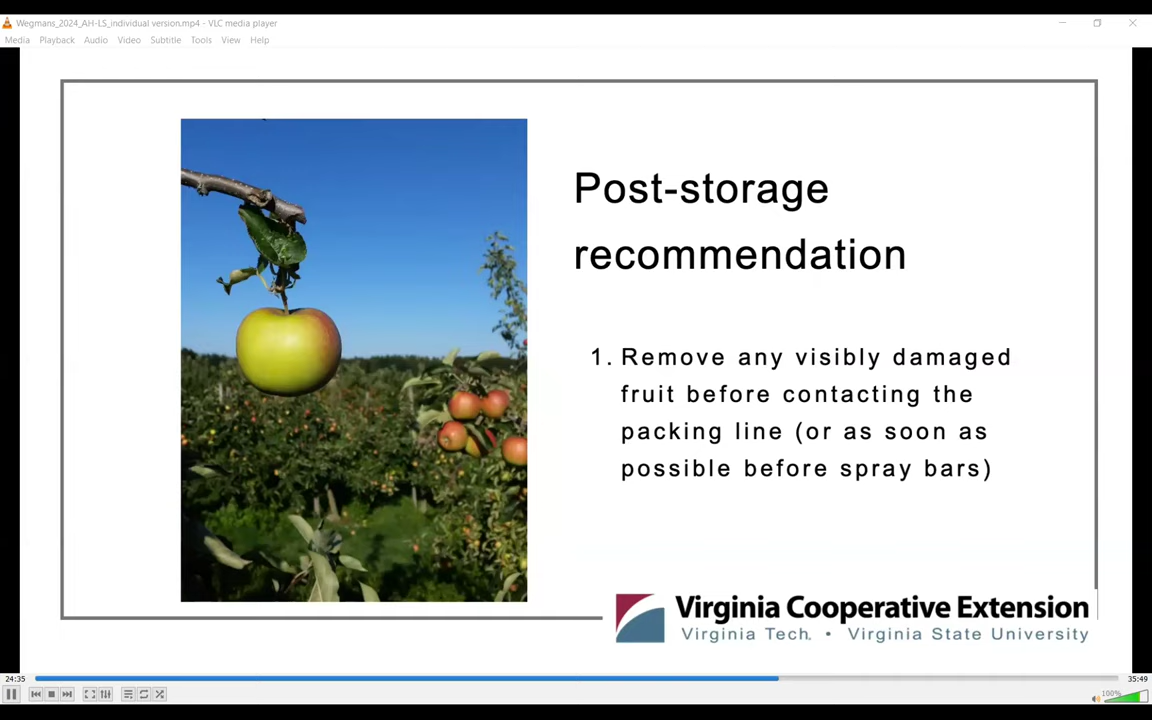 Wegmans_2024_AH-LS_individual version.mp4 - VLC media player
Media Playback Audio Video Subtitle Tools View Help
Post-storage
recommendation
1. Remove any visibly damaged
fruit before contacting the
packing line (or as soon as
possible before spray bars)
Virginia Cooperative Extension
Virginia Tech. • Virginia State University
24:35
35:49
100%